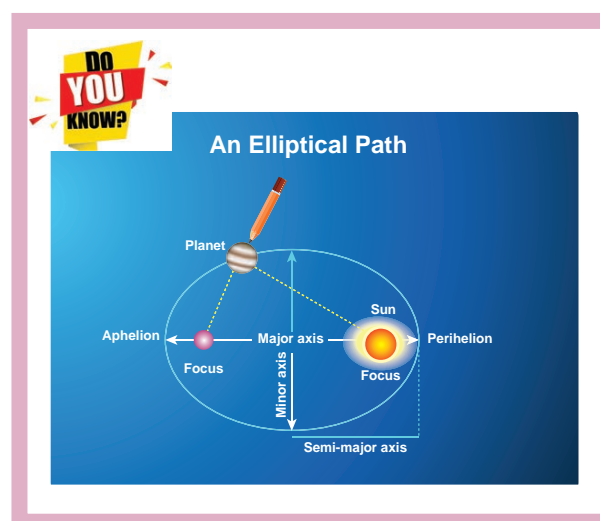 DO
YOU
KNOW?
An Elliptical Path
Planet
Sun
Aphelion
Major axis
Perihelion
Focus
Focus
Minor axis
Semi-major axis